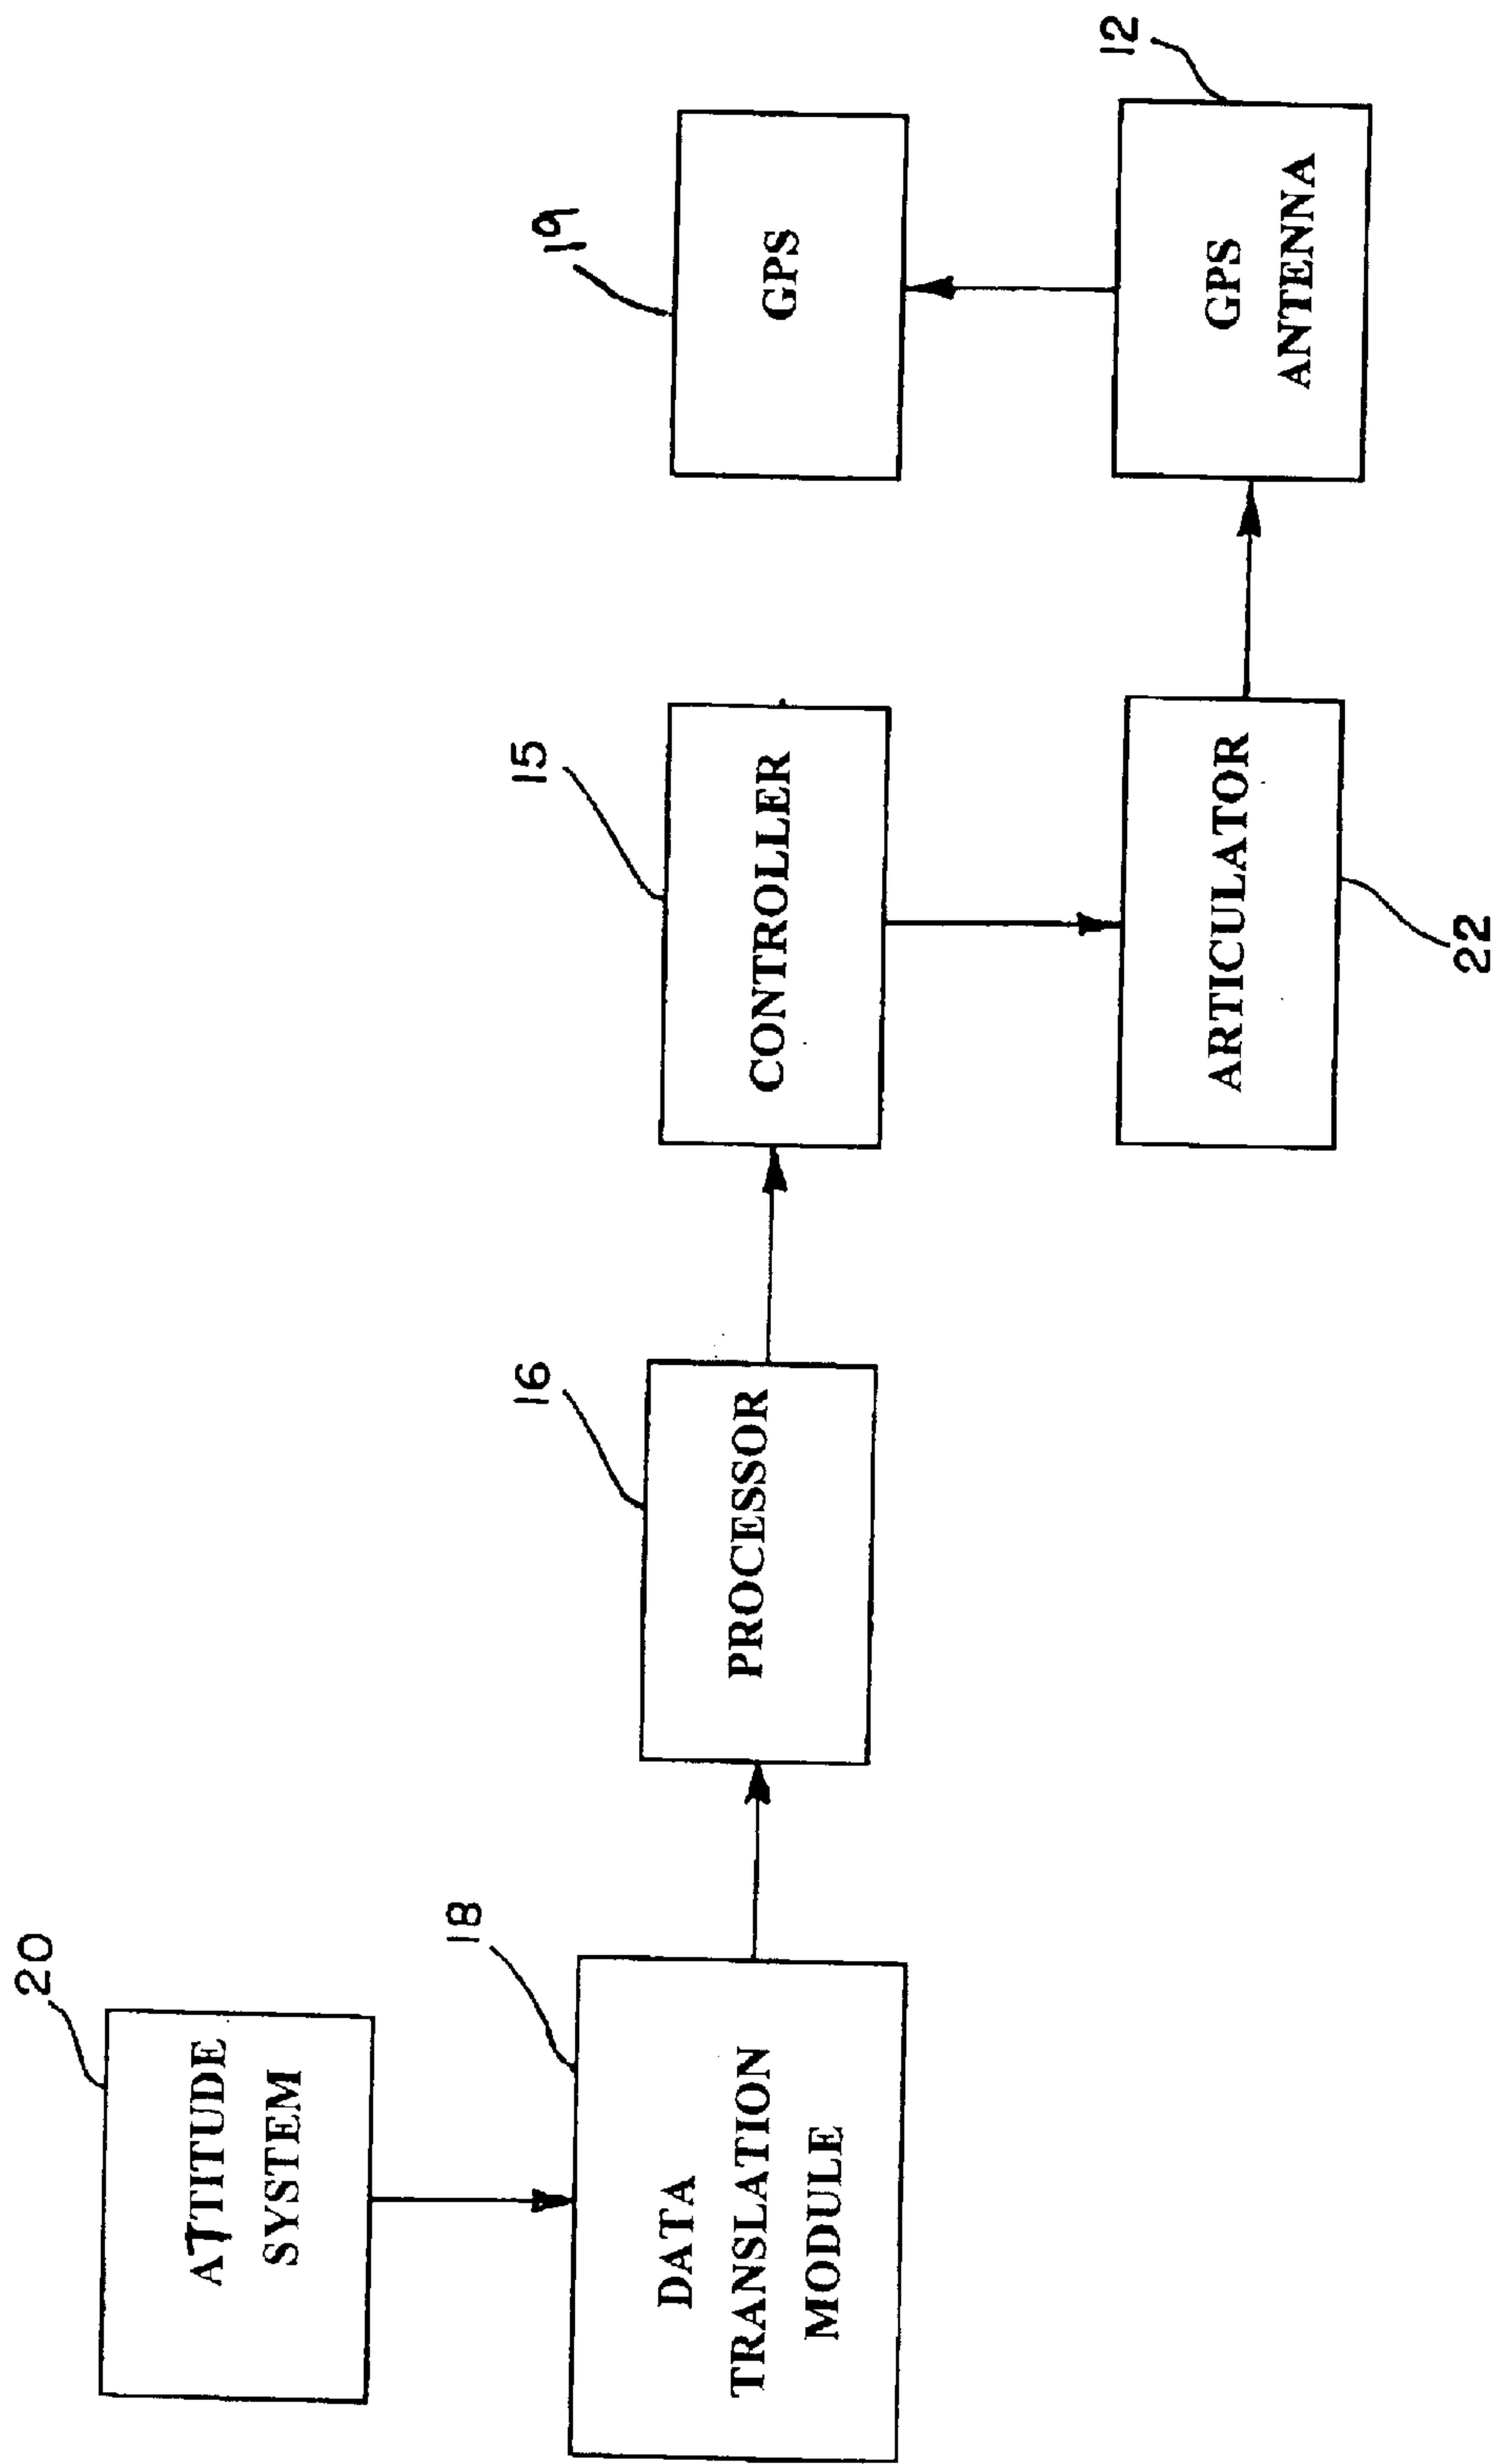 20
ATTITUDE
SYSTEM
18
DATA
TRANSLATION
MODULE
16
PROCESSOR
15
CONTROLLER
ARTICULATOR
22
19
GPS
12
GPS
ANTENNA